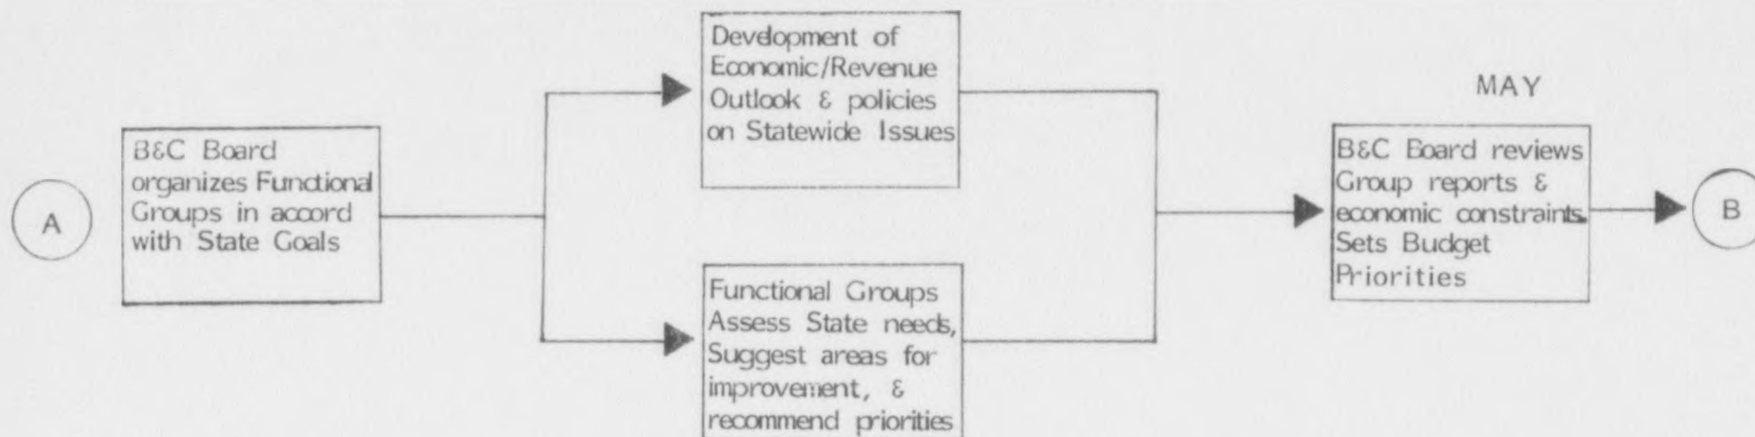 A
B&C Board
organizes Functional
Groups in accord
with State Goals
Development of
Economic/Revenue
Outlook & policies
on Statewide Issues
Functional Groups
Assess State needs,
Suggest areas for
improvement, &
recommend priorities
MAY
B&C Board reviews
Group reports &
economic constraints.
Sets Budget
Priorities
B